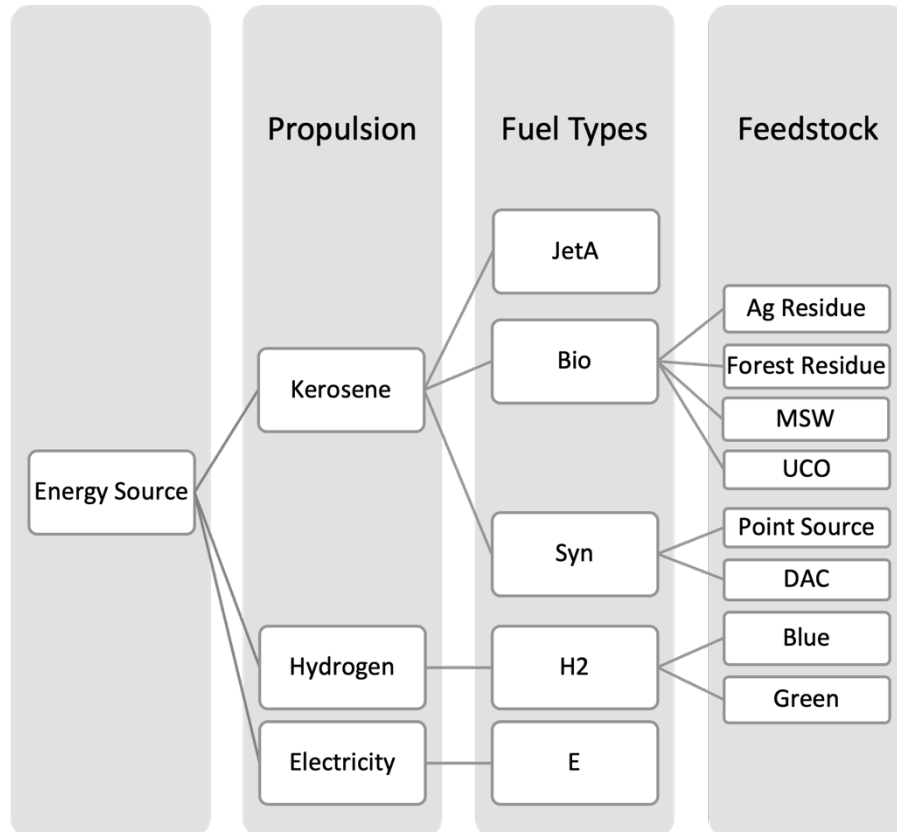 Propulsion
Fuel Types
Feedstock
JetA
Ag Residue
Bio
Forest Residue
Kerosene
MSW
UCO
Energy Source
Point Source
Syn
DAC
Blue
Hydrogen
H2
Green
Electricity
E